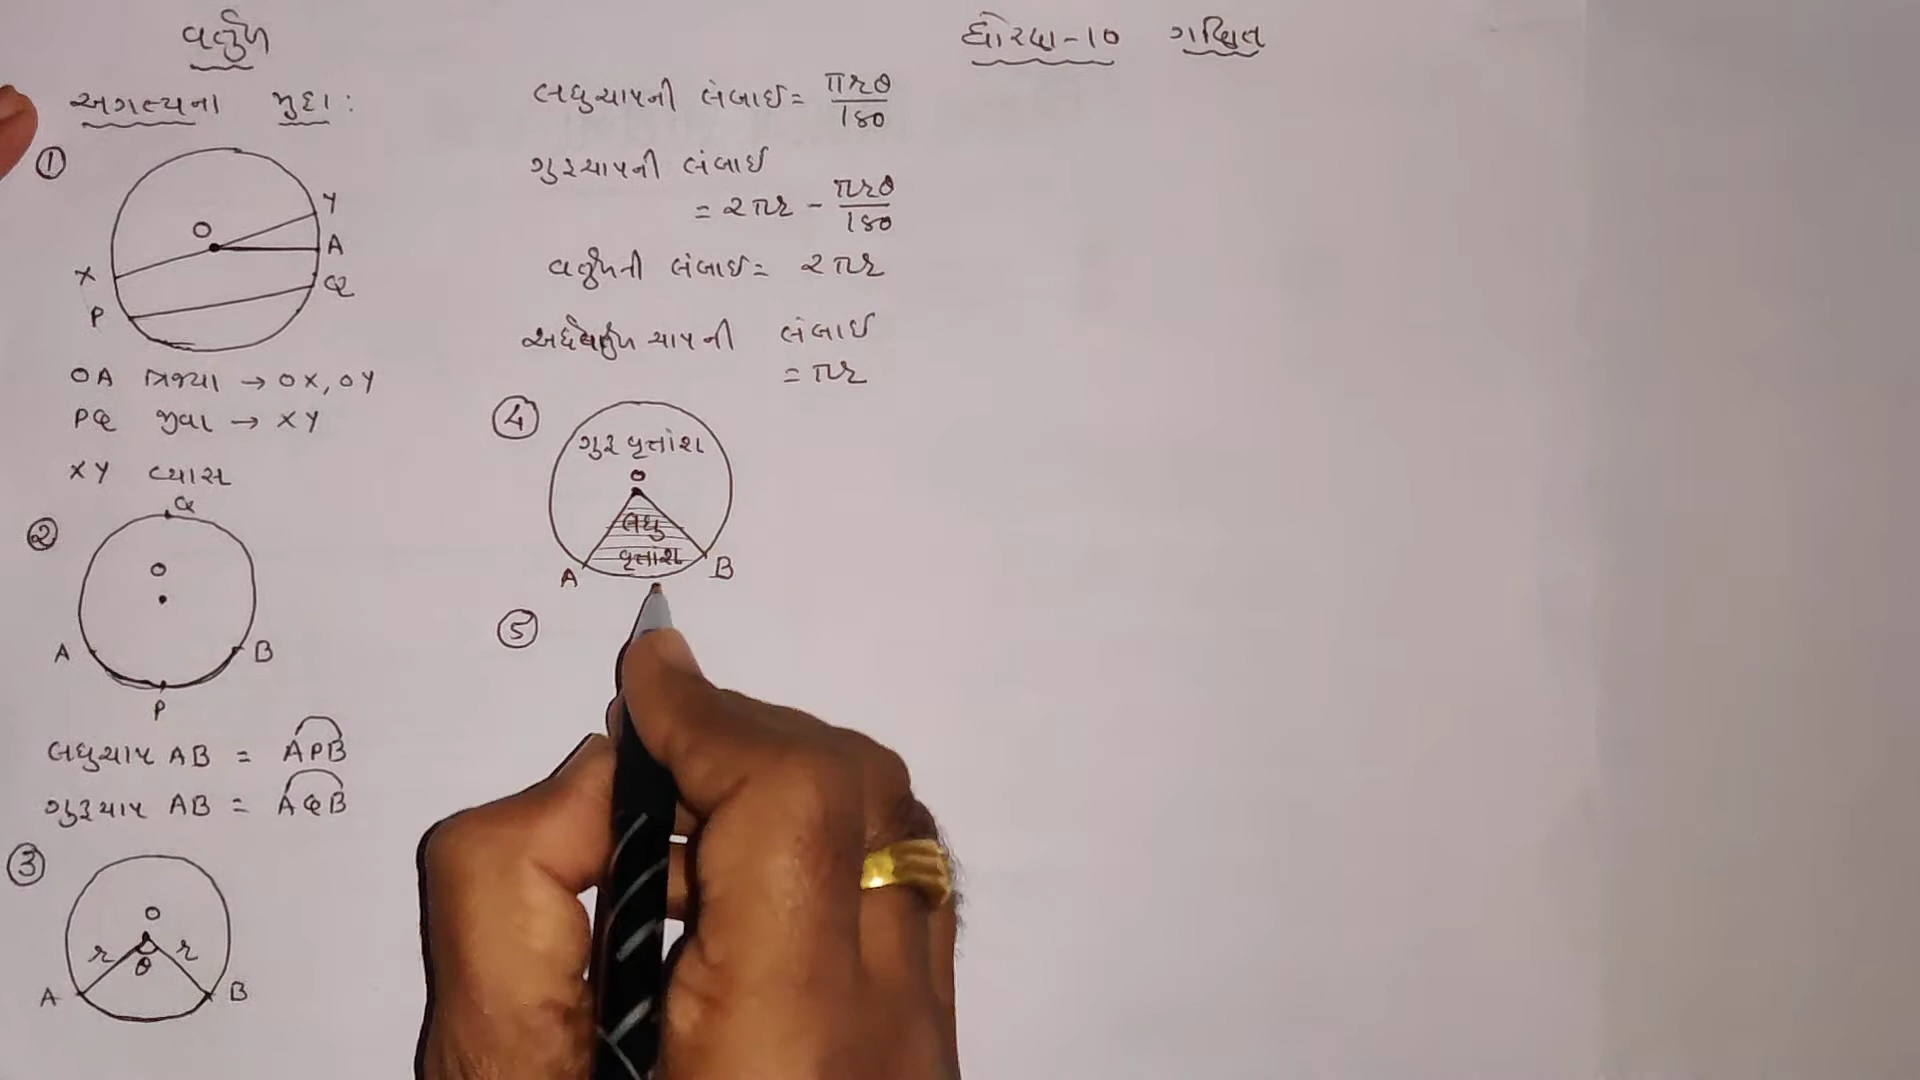 વર્તુળ
ધોરણ-10 ગણિત
અગત્યના મુદ્દા :
①
O
Y
A
X
Q
P
OA ત્રિજ્યા → OX, OY
PQ જીવા → XY
XY વ્યાસ
②
Q
O
A
B
P
લઘુચાપ AB = APB
ગુરુચાપ AB = AQB
③
O
r θ r
A
B
લઘુચાપની લંબાઈ = πrθ
180
ગુરુચાપની લંબાઈ
= 2πr - πrθ
180
વર્તુળની લંબાઈ = 2πr
અર્ધવર્તુળ ચાપની લંબાઈ
= πr
④
ગુરુ વૃત્તાંશ
O
લઘુ
વૃત્તાંશ
A
B
⑤